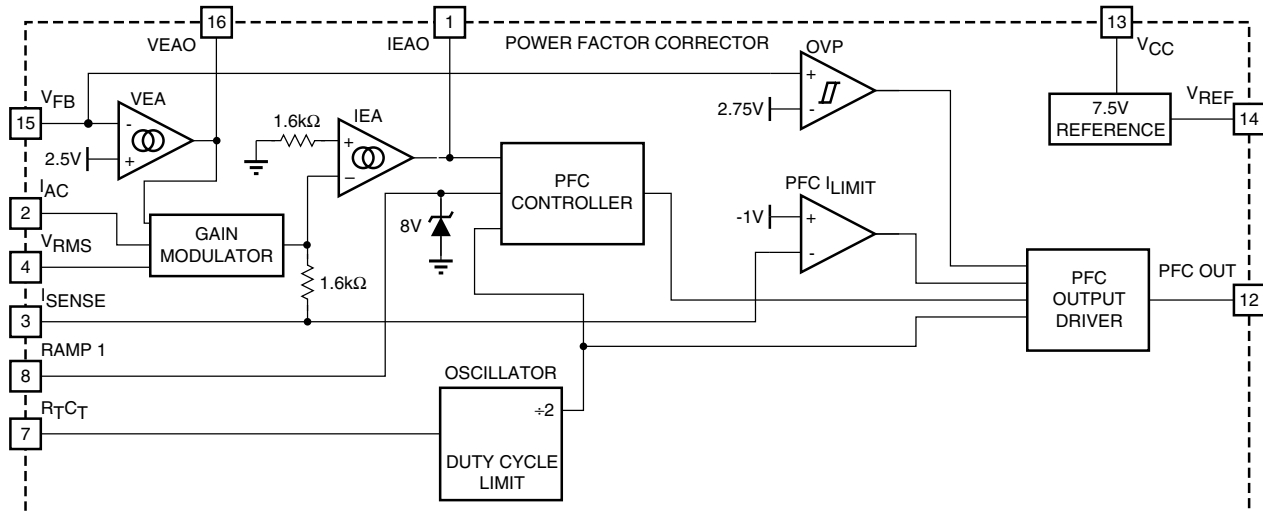 16
VEAO
1
IEAO
POWER FACTOR CORRECTOR
13
VCC
OVP
+
-
2.75V
7.5V
REFERENCE
VREF
14
VFB
15
VEA
-
+
2.5V
1.6kΩ
IEA
+
−
PFC
CONTROLLER
PFC ILIMIT
-1V
+
-
IAC
2
8V
GAIN
MODULATOR
VRMS
4
1.6kΩ
ISENSE
3
PFC
OUTPUT
DRIVER
PFC OUT
12
RAMP 1
8
OSCILLATOR
÷2
DUTY CYCLE
LIMIT
RTCT
7